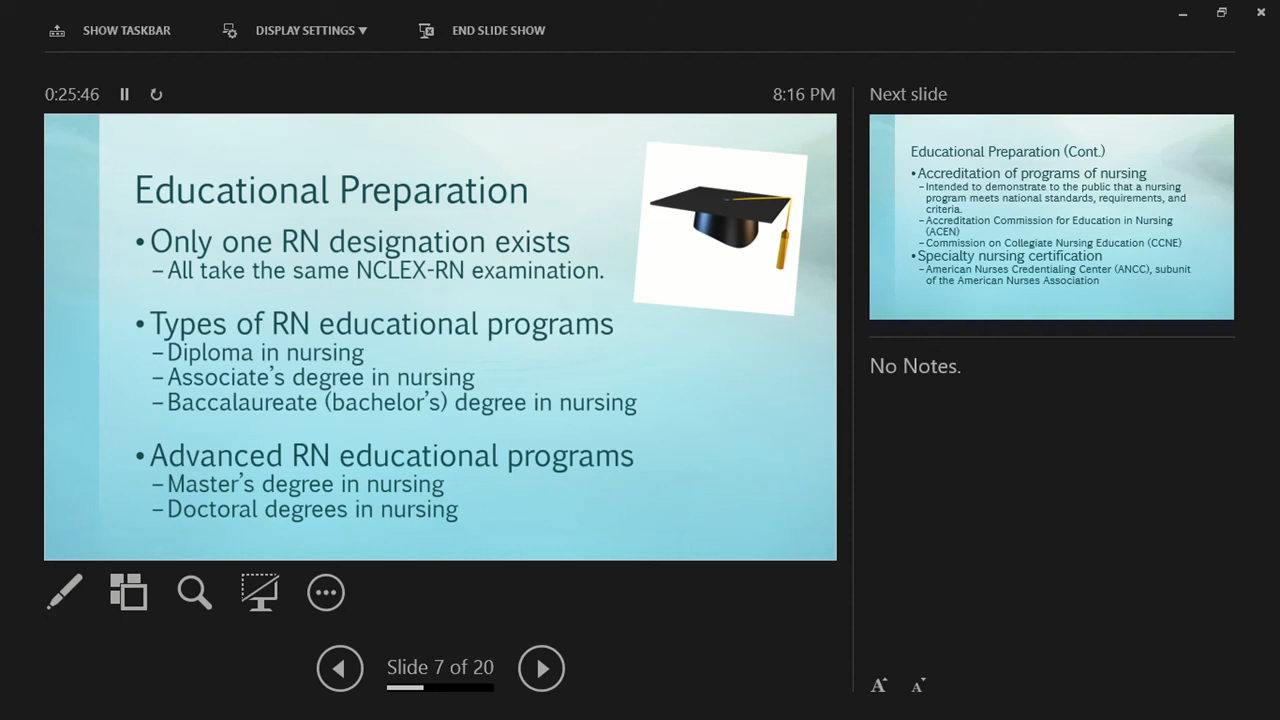 SHOW TASKBAR
DISPLAY SETTINGS ▼
END SLIDE SHOW
0:25:46
8:16 PM
Next slide
Educational Preparation
•Only one RN designation exists
–All take the same NCLEX-RN examination.
•Types of RN educational programs
–Diploma in nursing
–Associate’s degree in nursing
–Baccalaureate (bachelor’s) degree in nursing
•Advanced RN educational programs
–Master’s degree in nursing
–Doctoral degrees in nursing
Educational Preparation (Cont.)
•Accreditation of programs of nursing
–Intended to demonstrate to the public that a nursing
program meets national standards, requirements, and
criteria.
–Accreditation Commission for Education in Nursing
(ACEN)
–Commission on Collegiate Nursing Education (CCNE)
•Specialty nursing certification
–American Nurses Credentialing Center (ANCC), subunit
of the American Nurses Association
No Notes.
Slide 7 of 20
A A